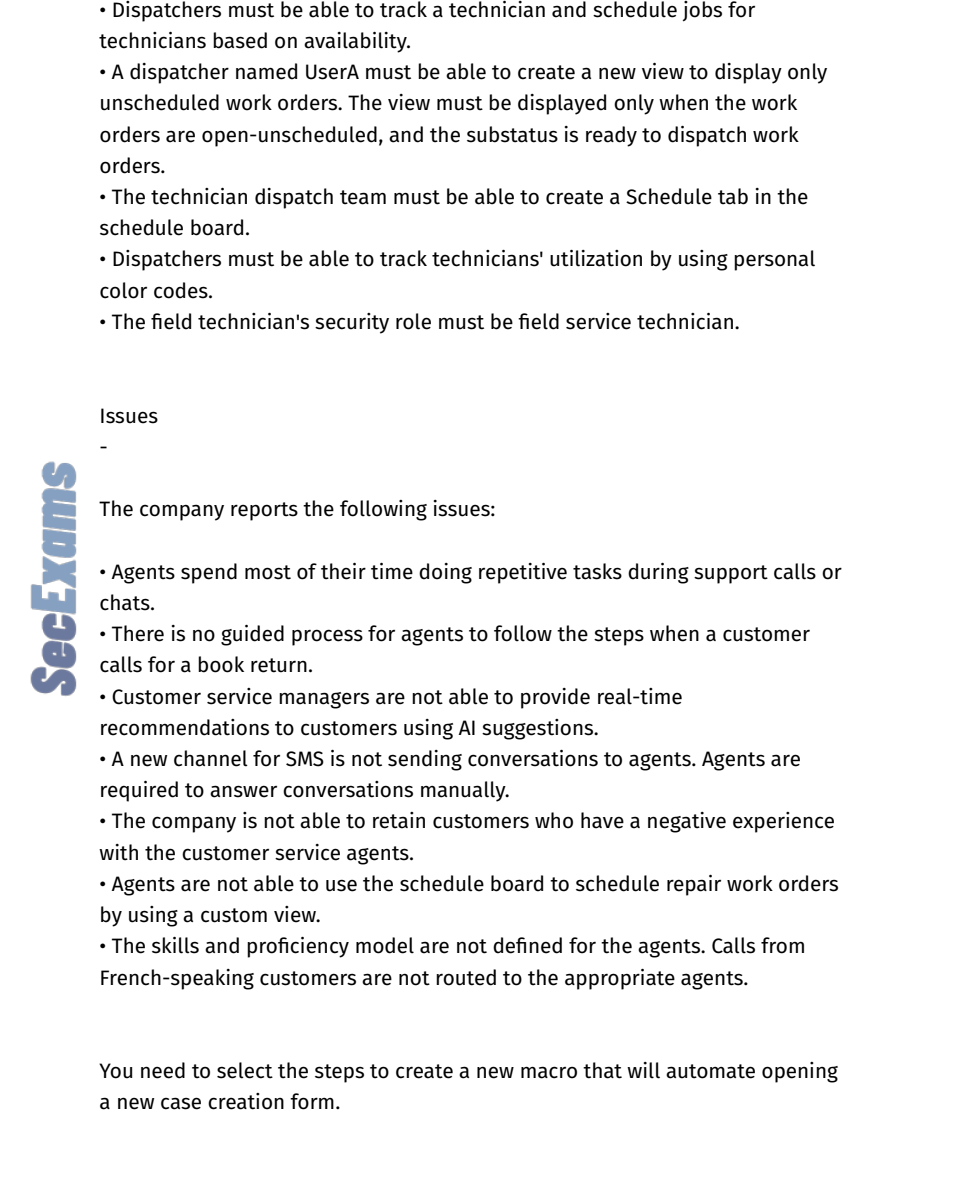 • Dispatchers must be able to track a technician and schedule jobs for
technicians based on availability.
• A dispatcher named UserA must be able to create a new view to display only
unscheduled work orders. The view must be displayed only when the work
orders are open-unscheduled, and the substatus is ready to dispatch work
orders.
• The technician dispatch team must be able to create a Schedule tab in the
schedule board.
• Dispatchers must be able to track technicians' utilization by using personal
color codes.
• The field technician's security role must be field service technician.
Issues
-
The company reports the following issues:
• Agents spend most of their time doing repetitive tasks during support calls or
chats.
• There is no guided process for agents to follow the steps when a customer
calls for a book return.
• Customer service managers are not able to provide real-time
recommendations to customers using AI suggestions.
• A new channel for SMS is not sending conversations to agents. Agents are
required to answer conversations manually.
• The company is not able to retain customers who have a negative experience
with the customer service agents.
• Agents are not able to use the schedule board to schedule repair work orders
by using a custom view.
• The skills and proficiency model are not defined for the agents. Calls from
French-speaking customers are not routed to the appropriate agents.
You need to select the steps to create a new macro that will automate opening
a new case creation form.
SecExams